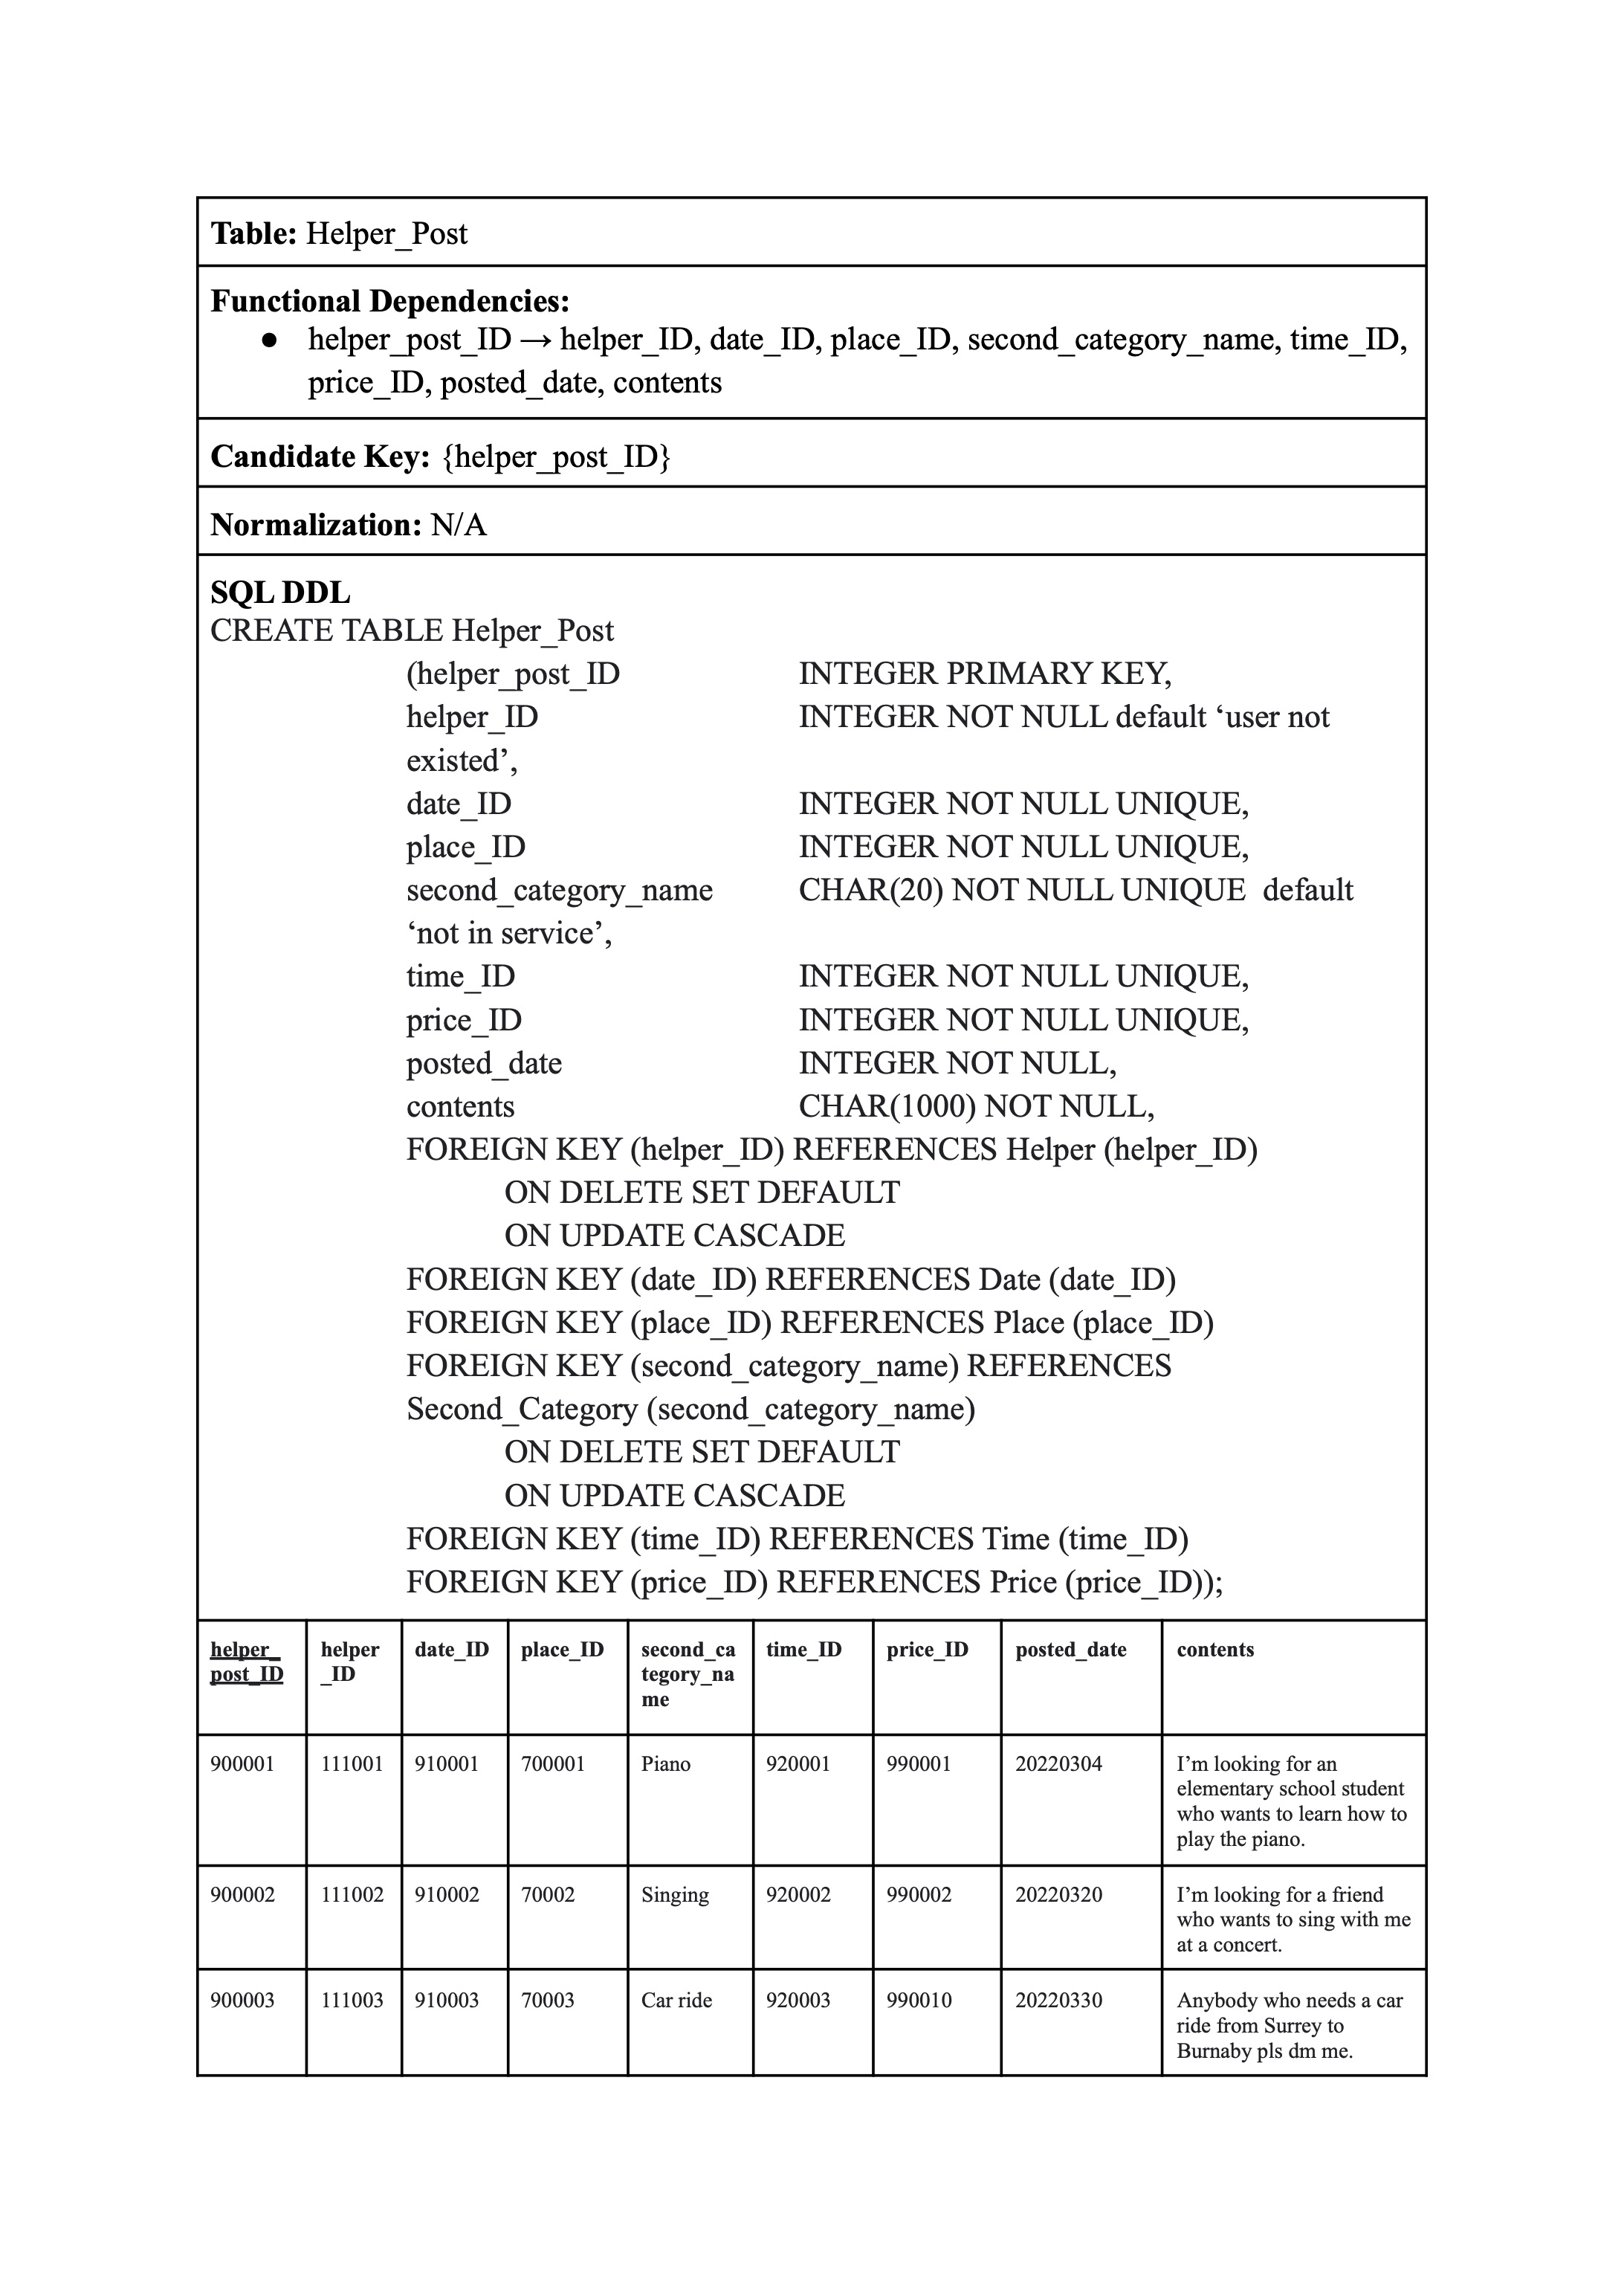 Table: Helper_Post
Functional Dependencies:
● helper_post_ID → helper_ID, date_ID, place_ID, second_category_name, time_ID,
price_ID, posted_date, contents
Candidate Key: {helper_post_ID}
Normalization: N/A
SQL DDL
CREATE TABLE Helper_Post
(helper_post_ID INTEGER PRIMARY KEY,
helper_ID INTEGER NOT NULL default ‘user not
existed’,
date_ID INTEGER NOT NULL UNIQUE,
place_ID INTEGER NOT NULL UNIQUE,
second_category_name CHAR(20) NOT NULL UNIQUE default
‘not in service’,
time_ID INTEGER NOT NULL UNIQUE,
price_ID INTEGER NOT NULL UNIQUE,
posted_date INTEGER NOT NULL,
contents CHAR(1000) NOT NULL,
FOREIGN KEY (helper_ID) REFERENCES Helper (helper_ID)
ON DELETE SET DEFAULT
ON UPDATE CASCADE
FOREIGN KEY (date_ID) REFERENCES Date (date_ID)
FOREIGN KEY (place_ID) REFERENCES Place (place_ID)
FOREIGN KEY (second_category_name) REFERENCES
Second_Category (second_category_name)
ON DELETE SET DEFAULT
ON UPDATE CASCADE
FOREIGN KEY (time_ID) REFERENCES Time (time_ID)
FOREIGN KEY (price_ID) REFERENCES Price (price_ID));
helper_ helper date_ID place_ID second_ca time_ID price_ID posted_date contents
post_ID _ID tegory_na
me
900001 111001 910001 700001 Piano 920001 990001 20220304 I’m looking for an
elementary school student
who wants to learn how to
play the piano.
900002 111002 910002 70002 Singing 920002 990002 20220320 I’m looking for a friend
who wants to sing with me
at a concert.
900003 111003 910003 70003 Car ride 920003 990010 20220330 Anybody who needs a car
ride from Surrey to
Burnaby pls dm me.